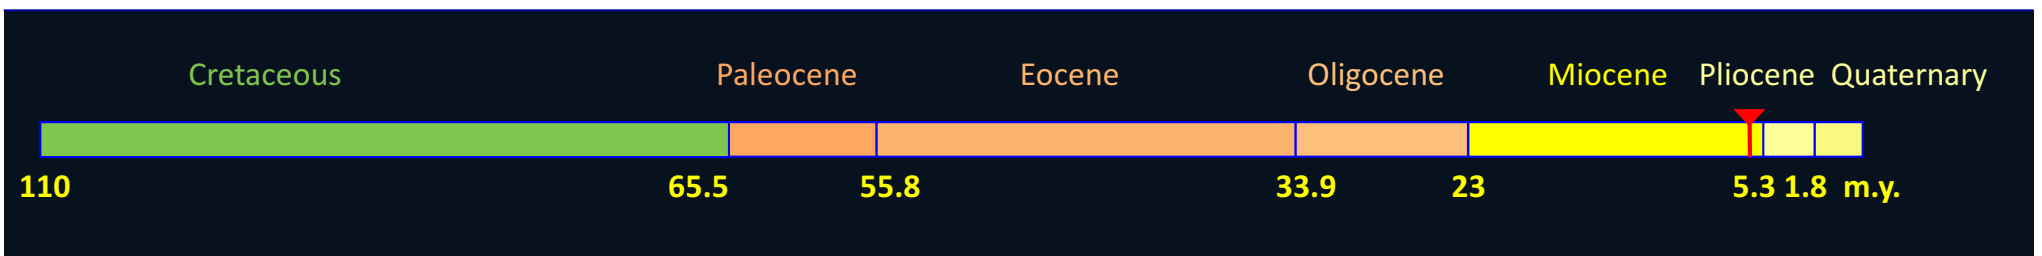 Cretaceous Paleocene Eocene Oligocene Miocene Pliocene Quaternary
110 65.5 55.8 33.9 23 5.3 1.8 m.y.